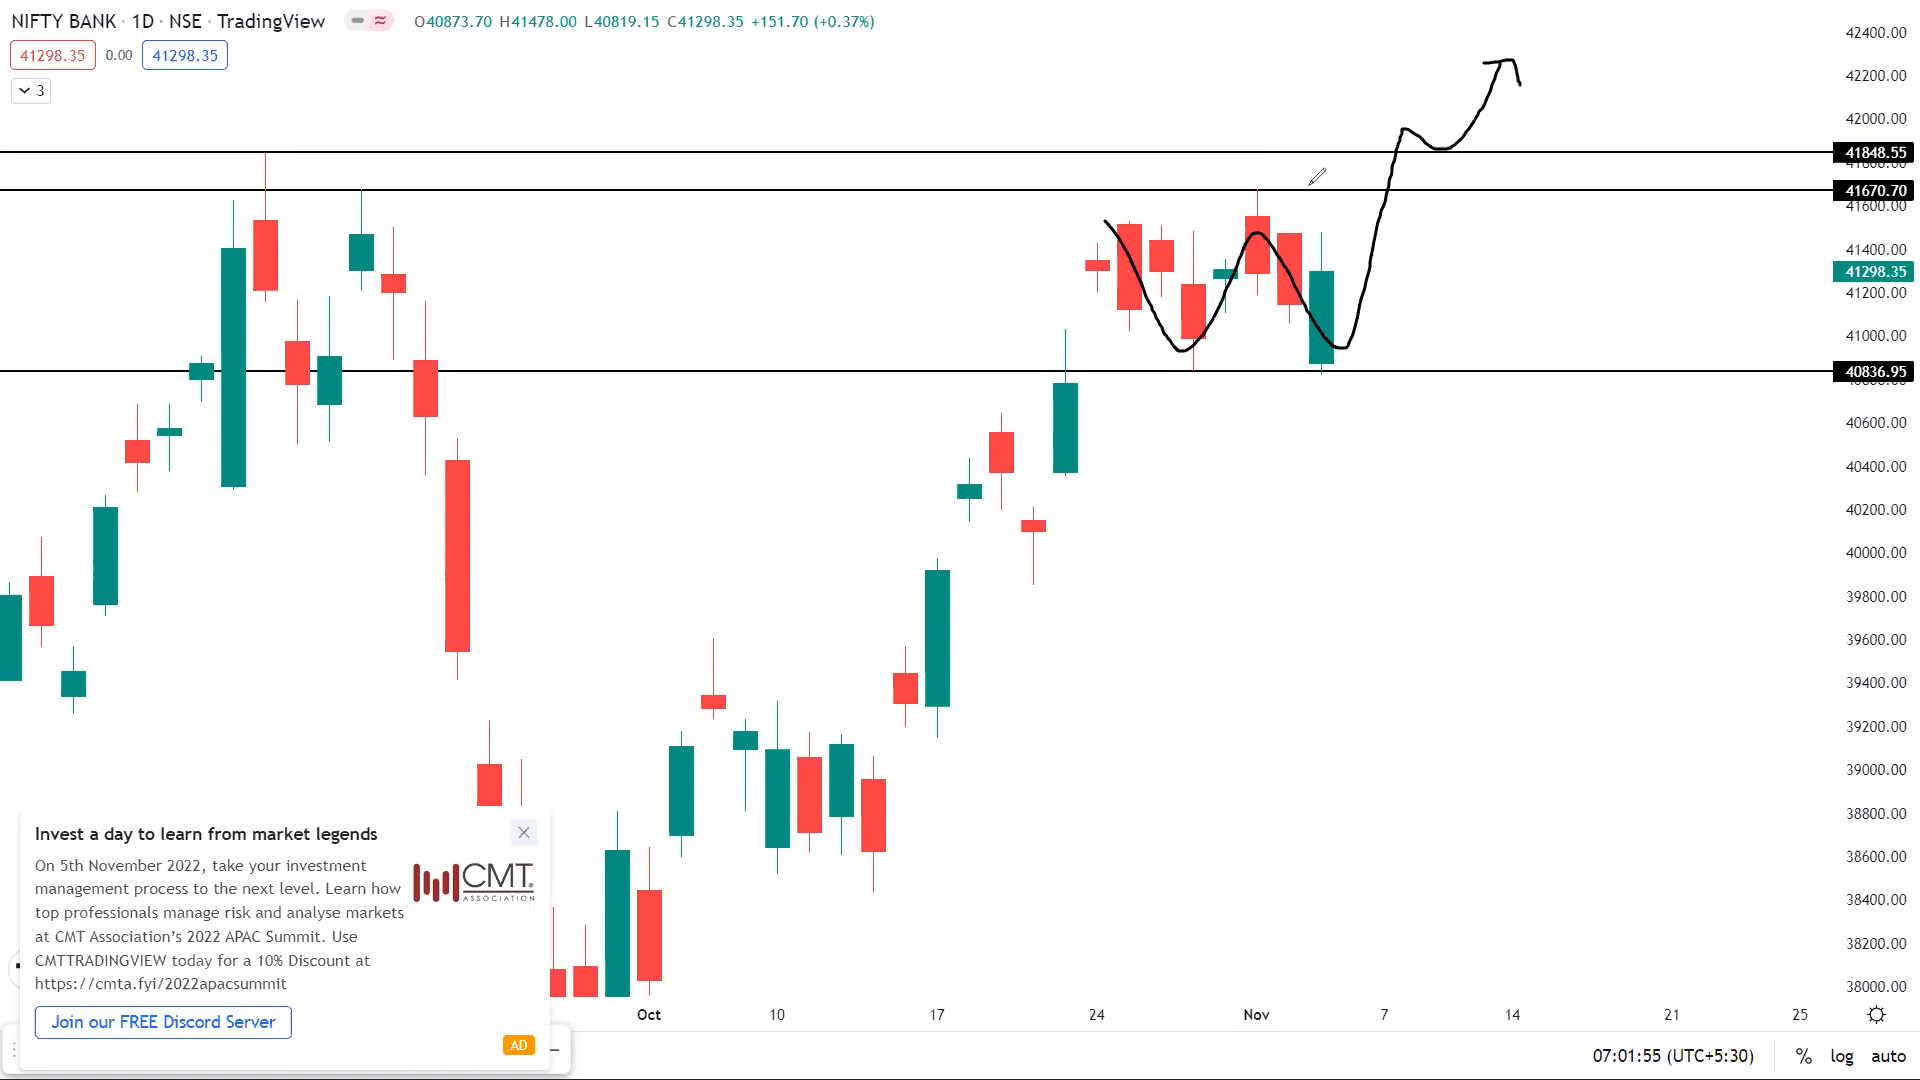 NIFTY BANK · 1D · NSE · TradingView
O40873.70 H41478.00 L40819.15 C41298.35 +151.70 (+0.37%)
41298.35 0.00 41298.35
3
42400.00
42200.00
42000.00
41848.55
41800.00
41670.70
41600.00
41400.00
41298.35
41200.00
41000.00
40836.95
40800.00
40600.00
40400.00
40200.00
40000.00
39800.00
39600.00
39400.00
39200.00
39000.00
38800.00
38600.00
38400.00
38200.00
38000.00
Invest a day to learn from market legends
On 5th November 2022, take your investment
management process to the next level. Learn how
top professionals manage risk and analyse markets
at CMT Association’s 2022 APAC Summit. Use
CMTTRADINGVIEW today for a 10% Discount at
https://cmta.fyi/2022apacsummit
CMT®
ASSOCIATION
Join our FREE Discord Server
AD
Oct 10 17 24 Nov 7 14 21 25
07:01:55 (UTC+5:30) % log auto